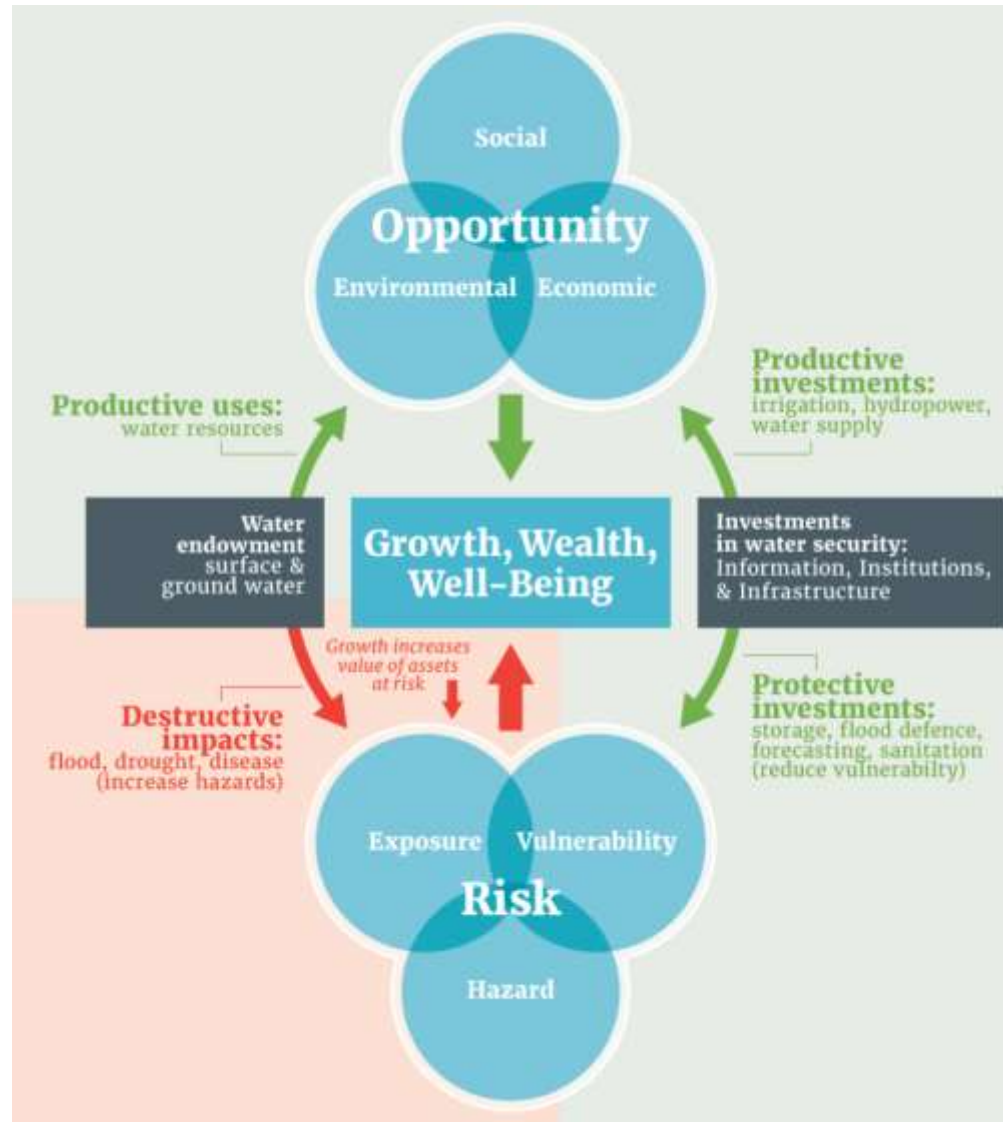 Social
Opportunity
Environmental
Economic
Productive uses:
water resources
Productive
investments:
irrigation, hydropower,
water supply
Water
endowment
surface &
ground water
Growth, Wealth,
Well-Being
Investments
in water security:
Information, Institutions,
& Infrastructure
Growth increases
value of assets
at risk
Destructive
impacts:
flood, drought, disease
(increase hazards)
Protective
investments:
storage, flood defence,
forecasting, sanitation
(reduce vulnerabilty)
Exposure
Vulnerability
Risk
Hazard